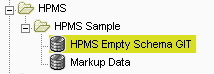 HPMS
HPMS Sample
HPMS Empty Schema GIT
Markup Data